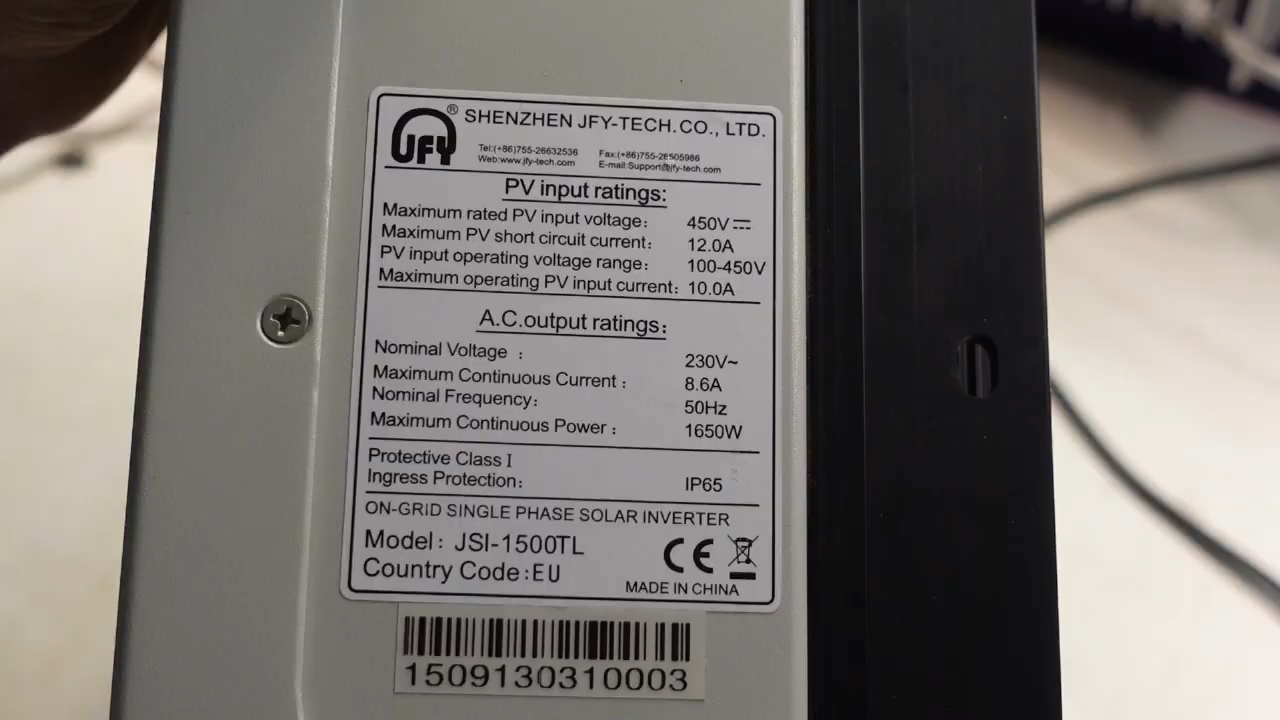 JFY® SHENZHEN JFY-TECH.CO., LTD.
Tel:(+86)755-26632536 Fax:(+86)755-26505986
Web:www.jfy-tech.com E-mail:Support@jfy-tech.com
PV input ratings:
Maximum rated PV input voltage: 450V⎓
Maximum PV short circuit current: 12.0A
PV input operating voltage range: 100-450V
Maximum operating PV input current: 10.0A
A.C.output ratings:
Nominal Voltage : 230V~
Maximum Continuous Current : 8.6A
Nominal Frequency: 50Hz
Maximum Continuous Power : 1650W
Protective Class I
Ingress Protection: IP65
ON-GRID SINGLE PHASE SOLAR INVERTER
Model: JSI-1500TL
Country Code:EU
CE
MADE IN CHINA
1509130310003